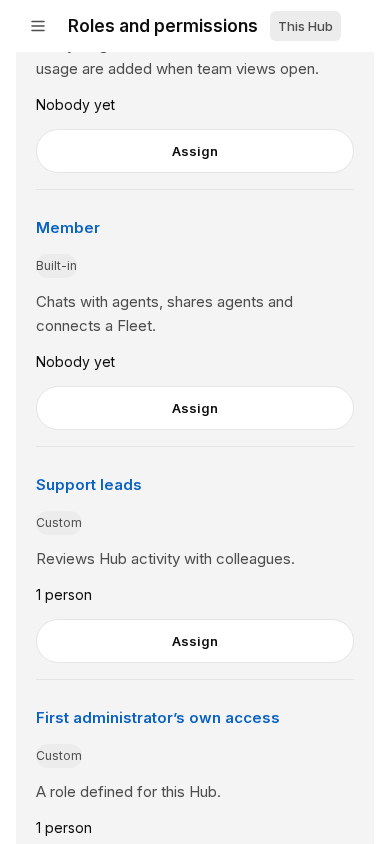 Roles and permissions
This Hub
usage are added when team views open.
Nobody yet
Assign
Member
Built-in
Chats with agents, shares agents and
connects a Fleet.
Nobody yet
Assign
Support leads
Custom
Reviews Hub activity with colleagues.
1 person
Assign
First administrator’s own access
Custom
A role defined for this Hub.
1 person